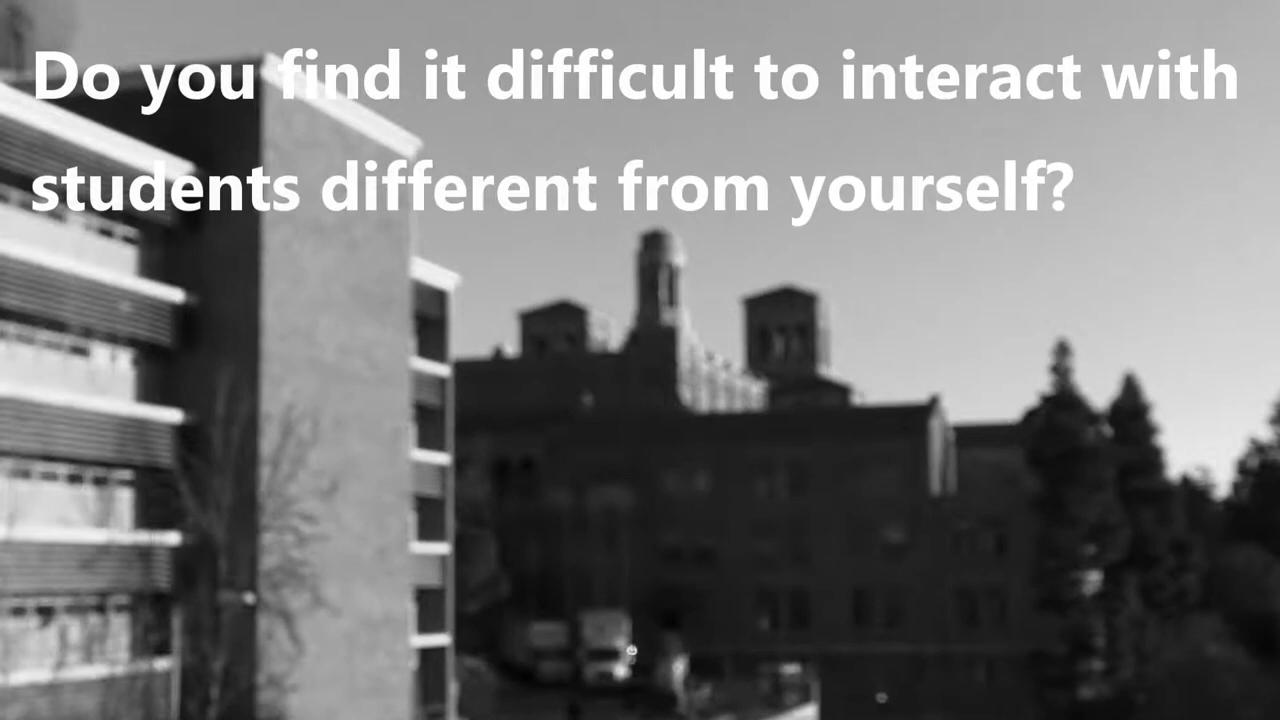 Do you find it difficult to interact with
students different from yourself?